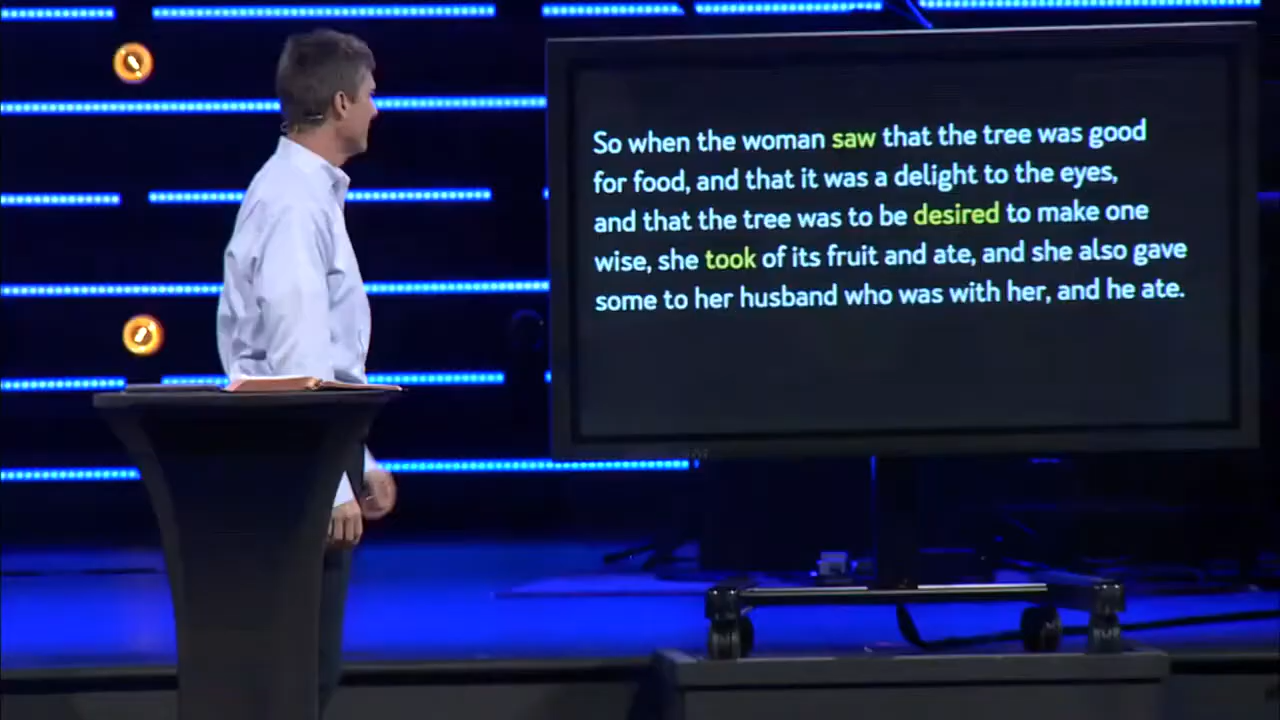 So when the woman saw that the tree was good
for food, and that it was a delight to the eyes,
and that the tree was to be desired to make one
wise, she took of its fruit and ate, and she also gave
some to her husband who was with her, and he ate.